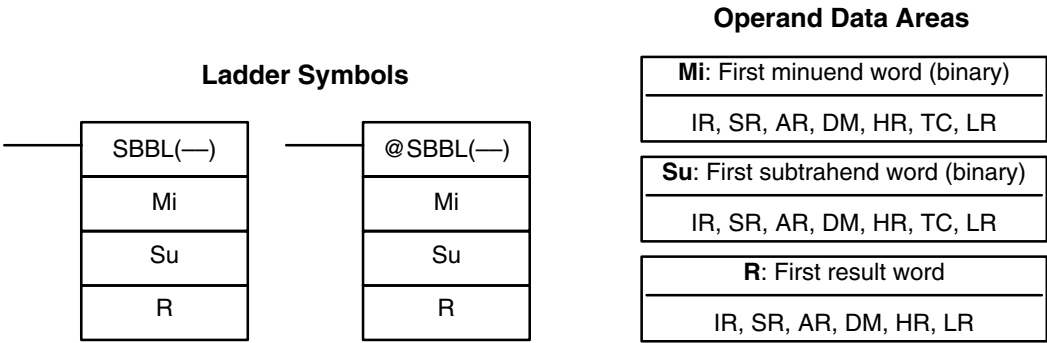 Operand Data Areas
Ladder Symbols
SBBL(—)
Mi
Su
R
@SBBL(—)
Mi
Su
R
Mi: First minuend word (binary)
IR, SR, AR, DM, HR, TC, LR
Su: First subtrahend word (binary)
IR, SR, AR, DM, HR, TC, LR
R: First result word
IR, SR, AR, DM, HR, LR